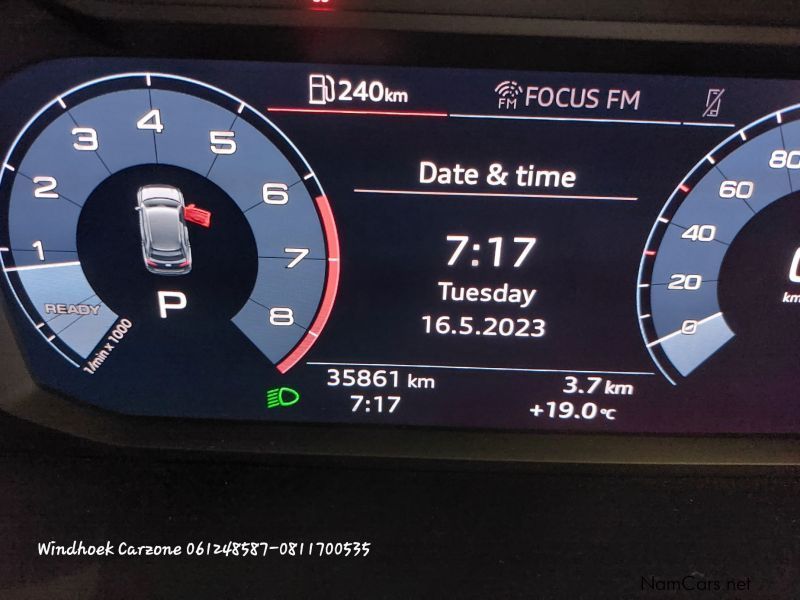 240km
FM FOCUS FM
Date & time
7:17
Tuesday
16.5.2023
1 2 3 4 5 6 7 8
READY
1/min x 1000
P
0 20 40 60 80
km
35861 km
3.7 km
7:17
+19.0°C
Windhoek Carzone 061248587-0811700535
NamCars.net